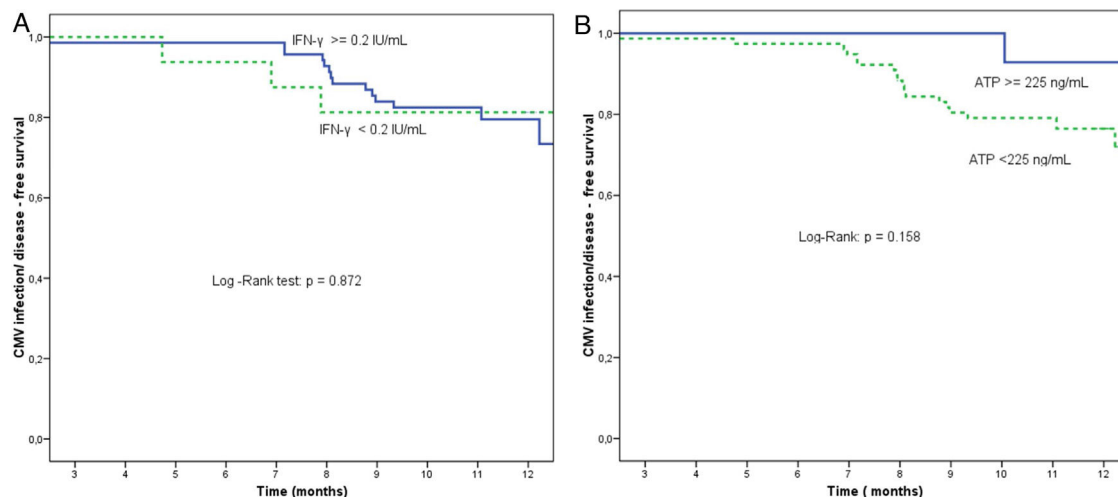 A
CMV infection/ disease - free survival
1,0
0,8
0,6
0,4
0,2
0,0
IFN-γ >= 0.2 IU/mL
IFN-γ < 0.2 IU/mL
Log -Rank test: p = 0.872
3 4 5 6 7 8 9 10 11 12
Time (months)
B
CMV infection/disease - free survival
1,0
0,8
0,6
0,4
0,2
0,0
ATP >= 225 ng/mL
ATP <225 ng/mL
Log-Rank: p = 0.158
3 4 5 6 7 8 9 10 11 12
Time ( months)